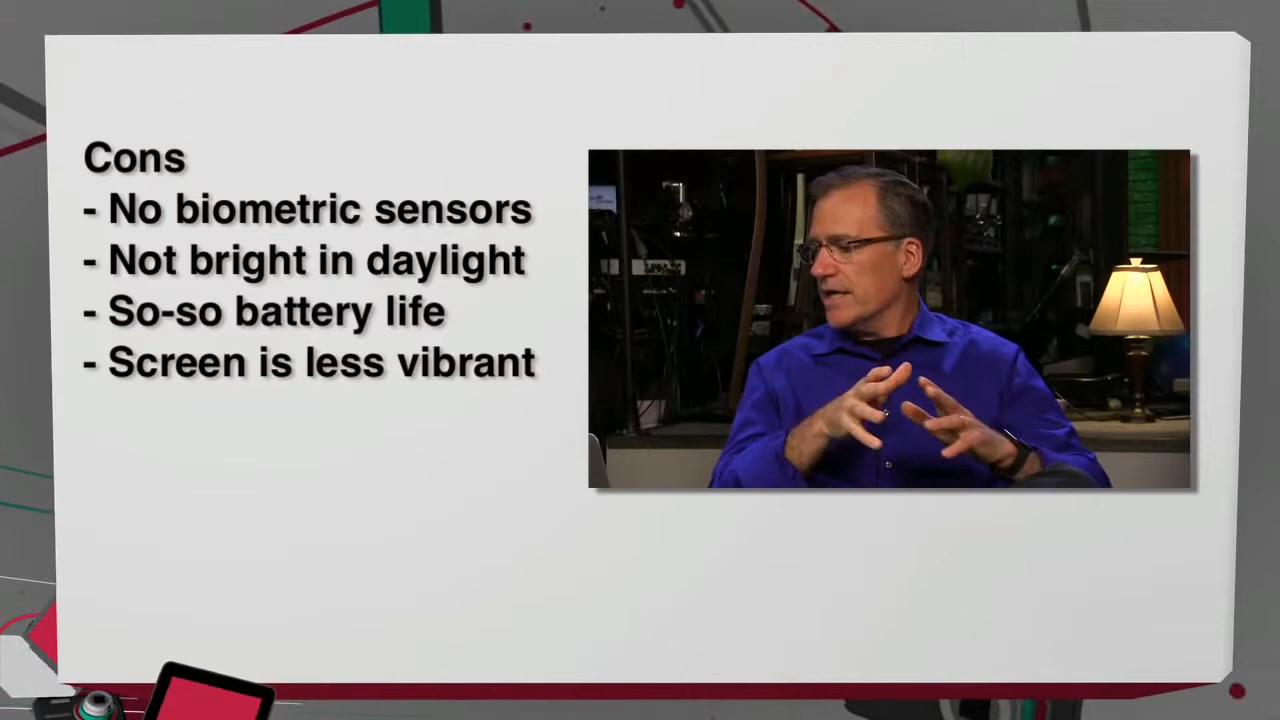 Cons
- No biometric sensors
- Not bright in daylight
- So-so battery life
- Screen is less vibrant